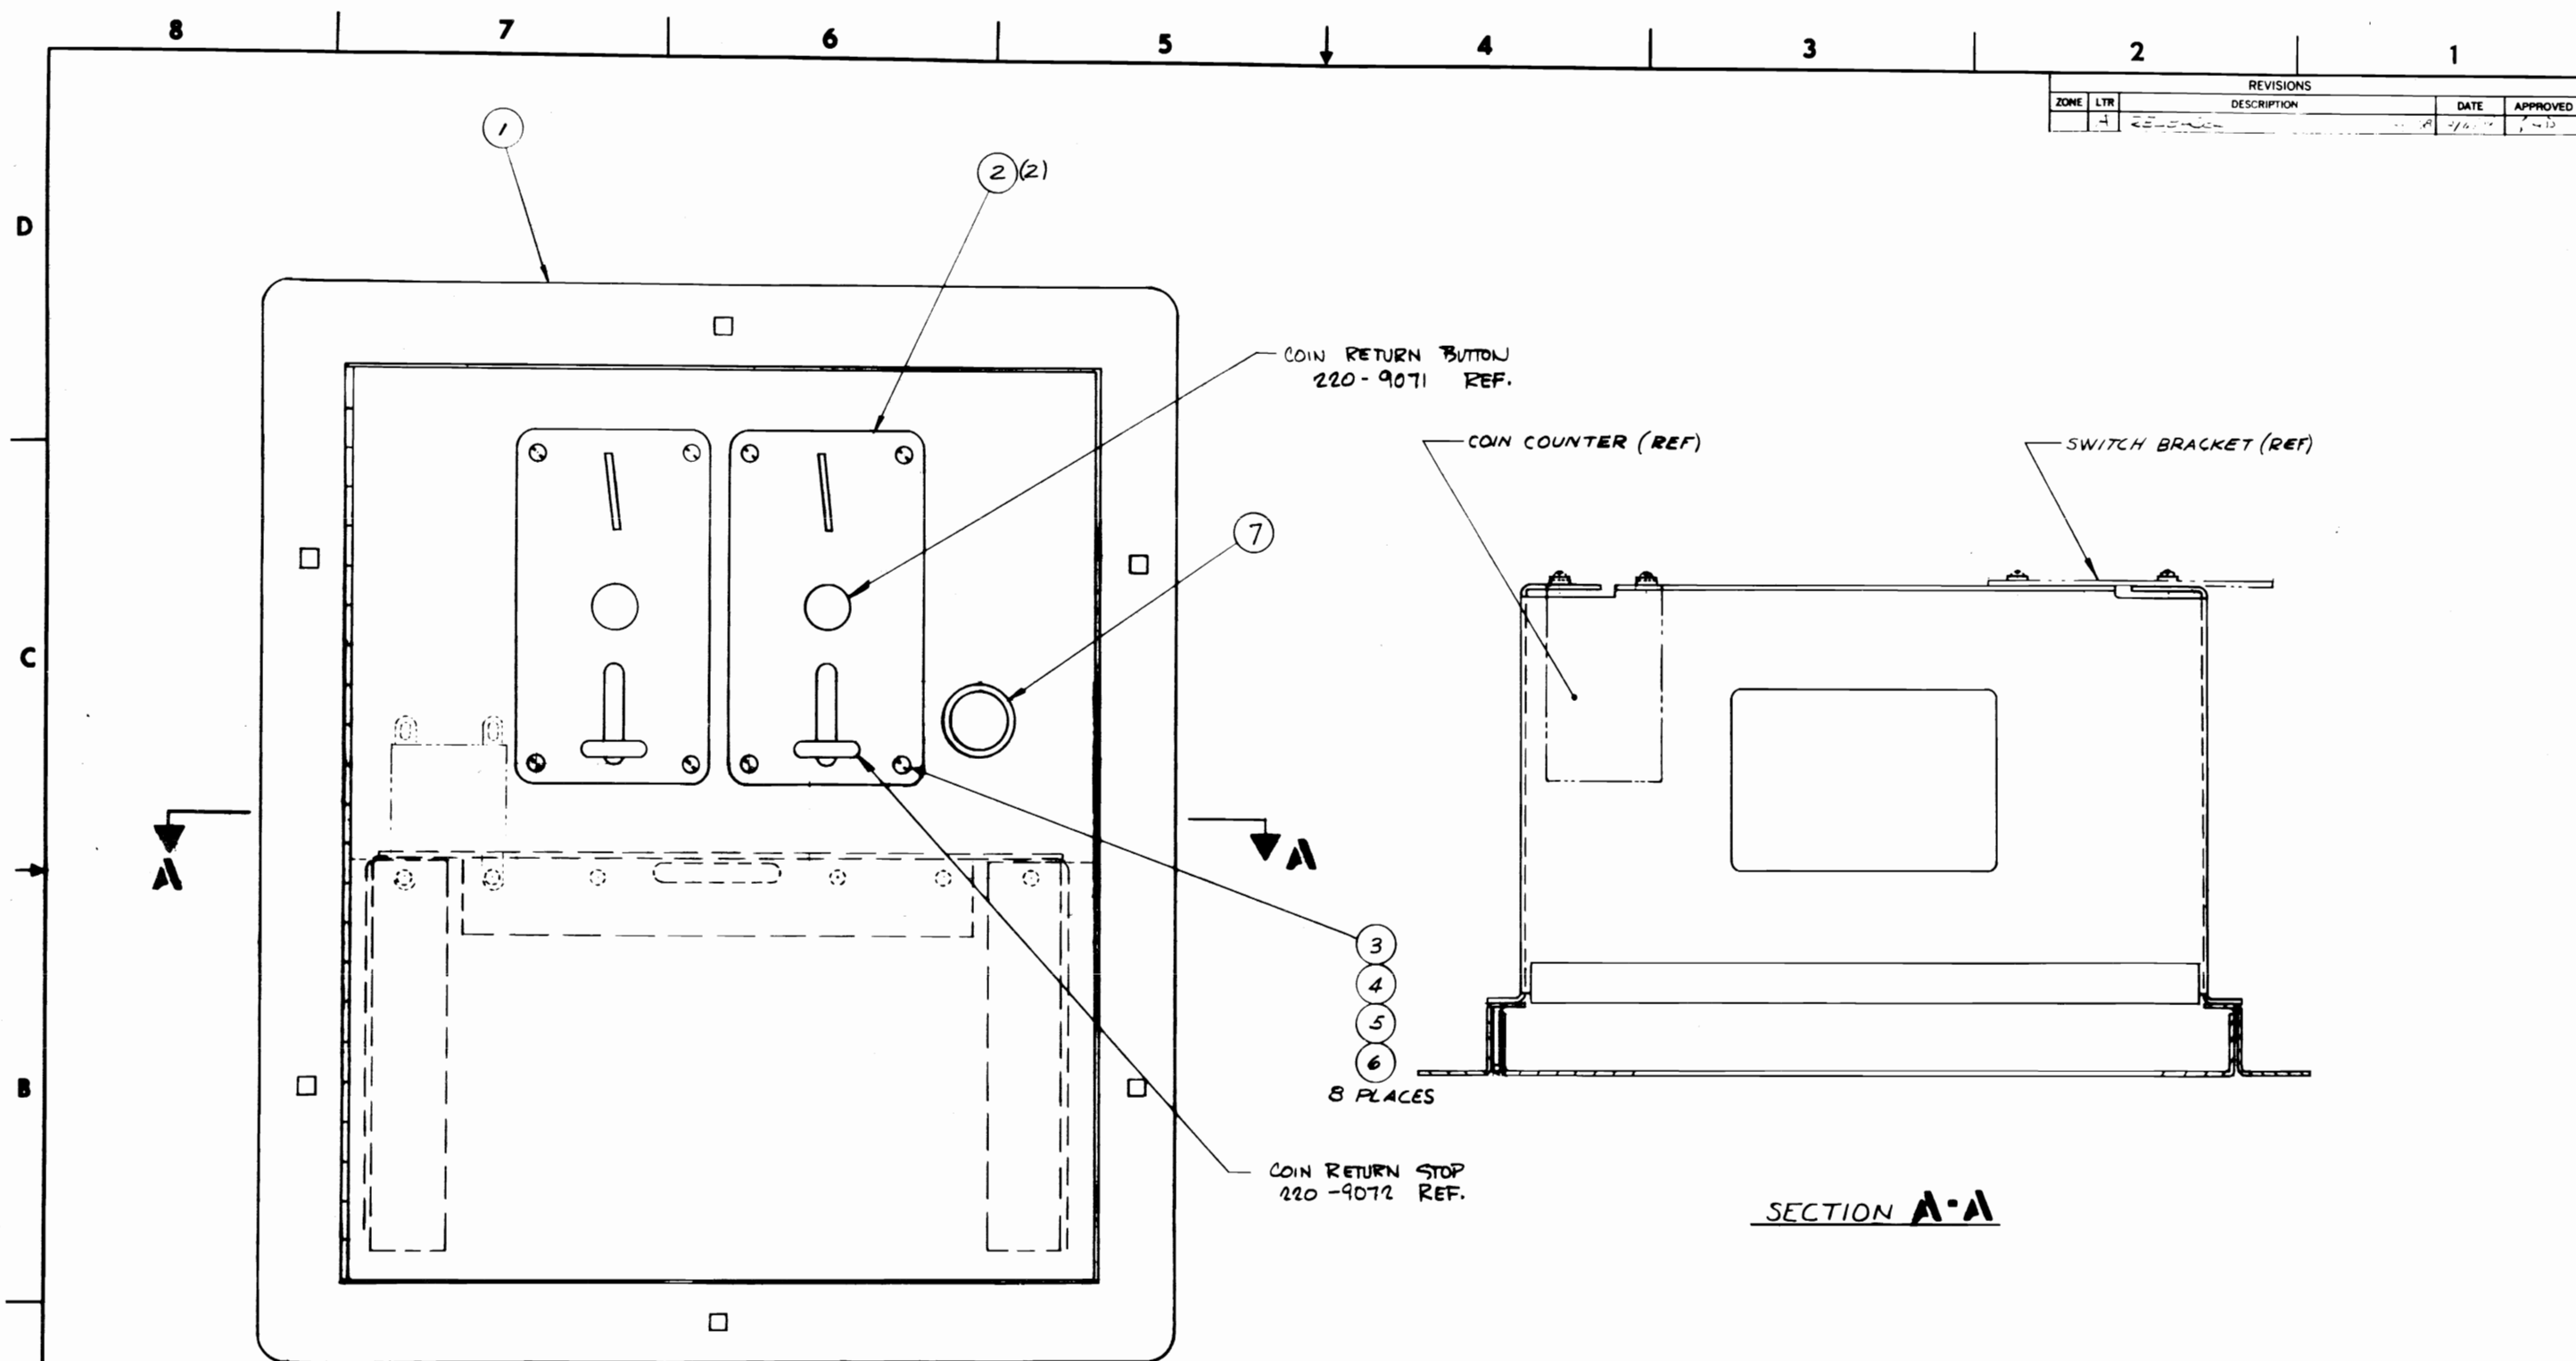 8 7 6 5 4 3 2 1
REVISIONS
ZONE LTR DESCRIPTION DATE APPROVED
A
1
2 (2)
D
COIN RETURN BUTTON
220-9071 REF.
COIN COUNTER (REF)
SWITCH BRACKET (REF)
7
C
A
A
3
4
5
6
8 PLACES
B
COIN RETURN STOP
220-9072 REF.
SECTION A-A